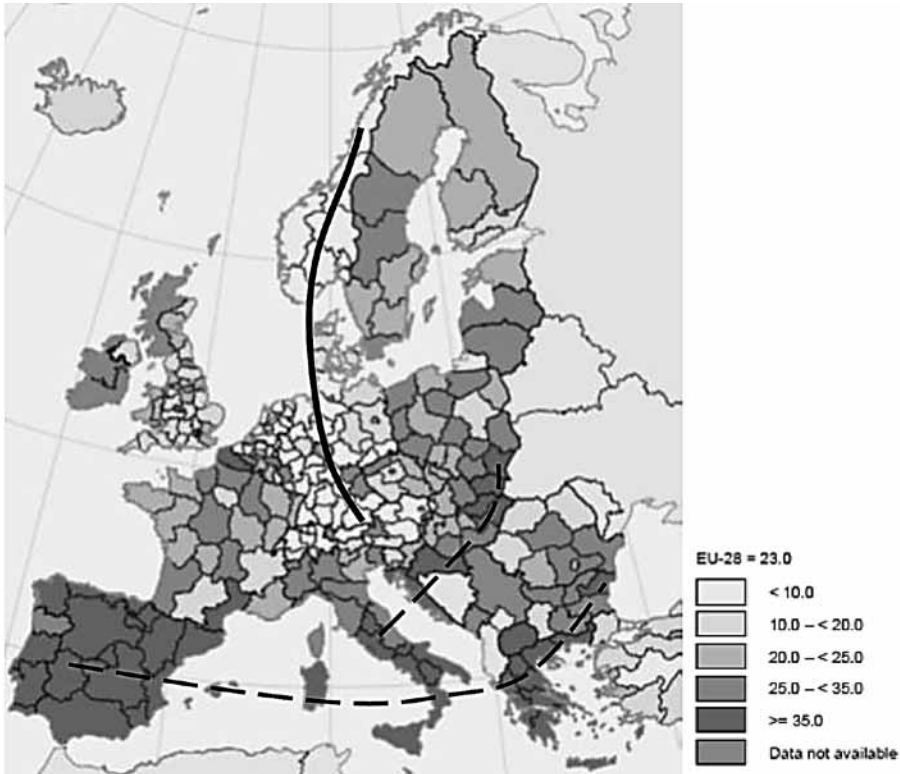 EU-28 = 23.0
< 10.0
10.0 – < 20.0
20.0 – < 25.0
25.0 – < 35.0
>= 35.0
Data not available